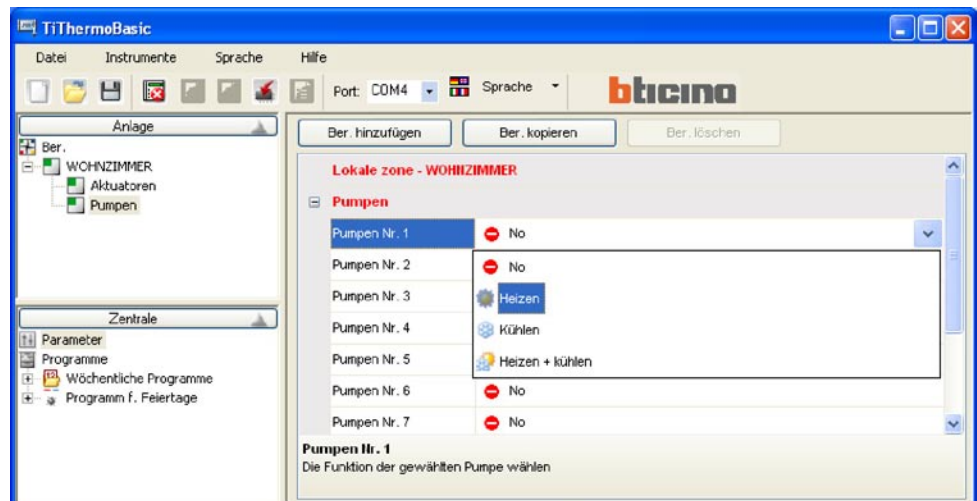 TiThermoBasic
Datei Instrumente Sprache Hilfe
Port: COM4 Sprache
bticino
Anlage
Ber.
WOHNZIMMER
Aktuatoren
Pumpen
Zentrale
Parameter
Programme
Wöchentliche Programme
Programm f. Feiertage
Ber. hinzufügen Ber. kopieren Ber. löschen
Lokale zone - WOHNZIMMER
Pumpen
Pumpen Nr. 1 No
Pumpen Nr. 2 No
Pumpen Nr. 3 Heizen
Pumpen Nr. 4 Kühlen
Pumpen Nr. 5 Heizen + kühlen
Pumpen Nr. 6 No
Pumpen Nr. 7 No
Pumpen Nr. 1
Die Funktion der gewählten Pumpe wählen